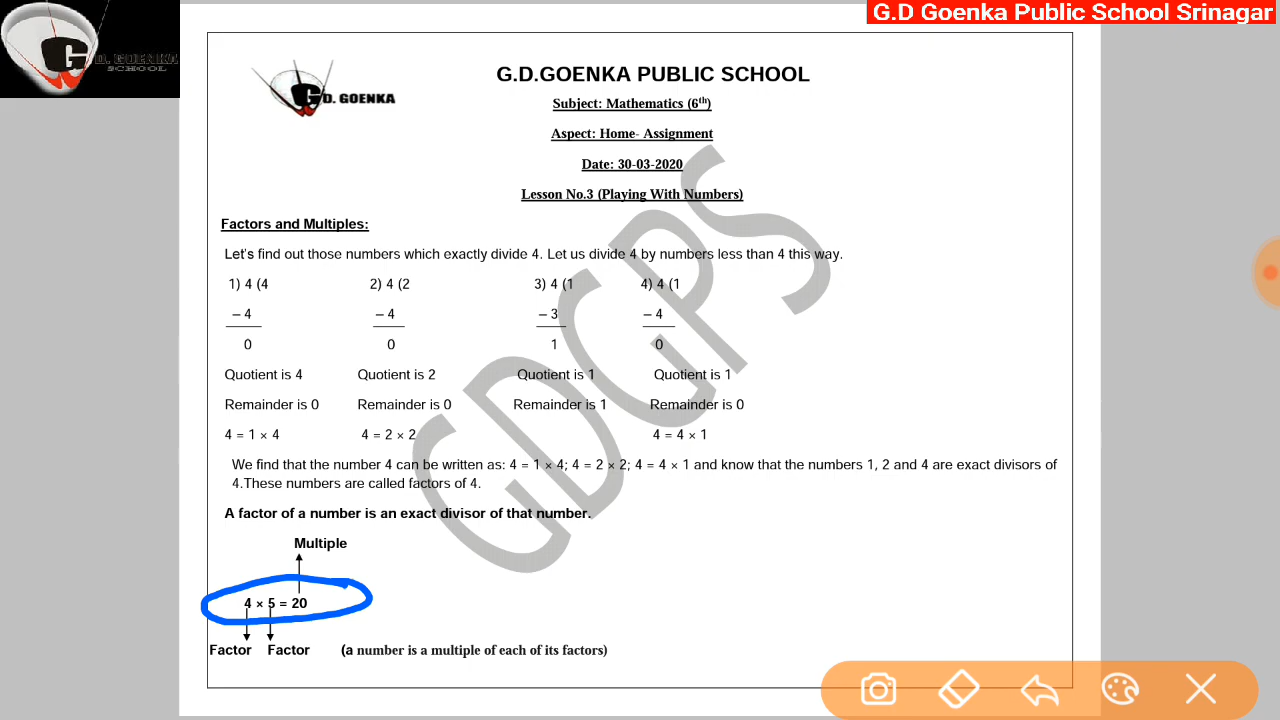 G.D Goenka Public School Srinagar
G D. GOENKA
SCHOOL
G.D.GOENKA PUBLIC SCHOOL
GD. GOENKA
Subject: Mathematics (6th)
Aspect: Home- Assignment
Date: 30-03-2020
Lesson No.3 (Playing With Numbers)
Factors and Multiples:
Let's find out those numbers which exactly divide 4. Let us divide 4 by numbers less than 4 this way.
1) 4 (4 2) 4 (2 3) 4 (1 4) 4 (1
– 4 – 4 – 3 – 4
0 0 1 0
Quotient is 4 Quotient is 2 Quotient is 1 Quotient is 1
Remainder is 0 Remainder is 0 Remainder is 1 Remainder is 0
4 = 1 × 4 4 = 2 × 2 4 = 4 × 1
We find that the number 4 can be written as: 4 = 1 × 4; 4 = 2 × 2; 4 = 4 × 1 and know that the numbers 1, 2 and 4 are exact divisors of
4.These numbers are called factors of 4.
A factor of a number is an exact divisor of that number.
Multiple
4 × 5 = 20
Factor Factor (a number is a multiple of each of its factors)
GDGPS